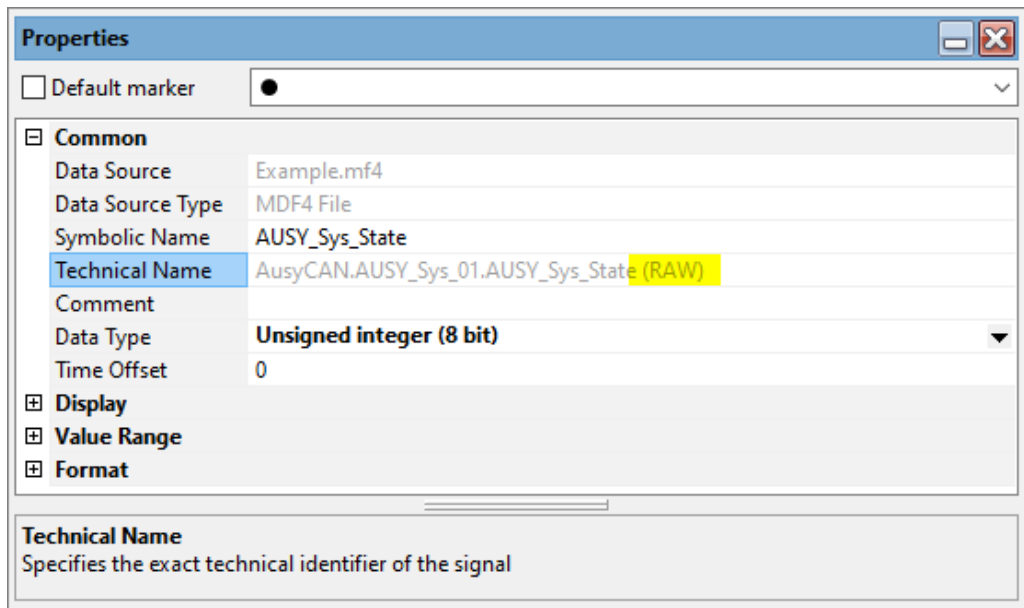 Properties
Default marker
Common
Data Source Example.mf4
Data Source Type MDF4 File
Symbolic Name AUSY_Sys_State
Technical Name AusyCAN.AUSY_Sys_01.AUSY_Sys_State (RAW)
Comment
Data Type Unsigned integer (8 bit)
Time Offset 0
Display
Value Range
Format
Technical Name
Specifies the exact technical identifier of the signal